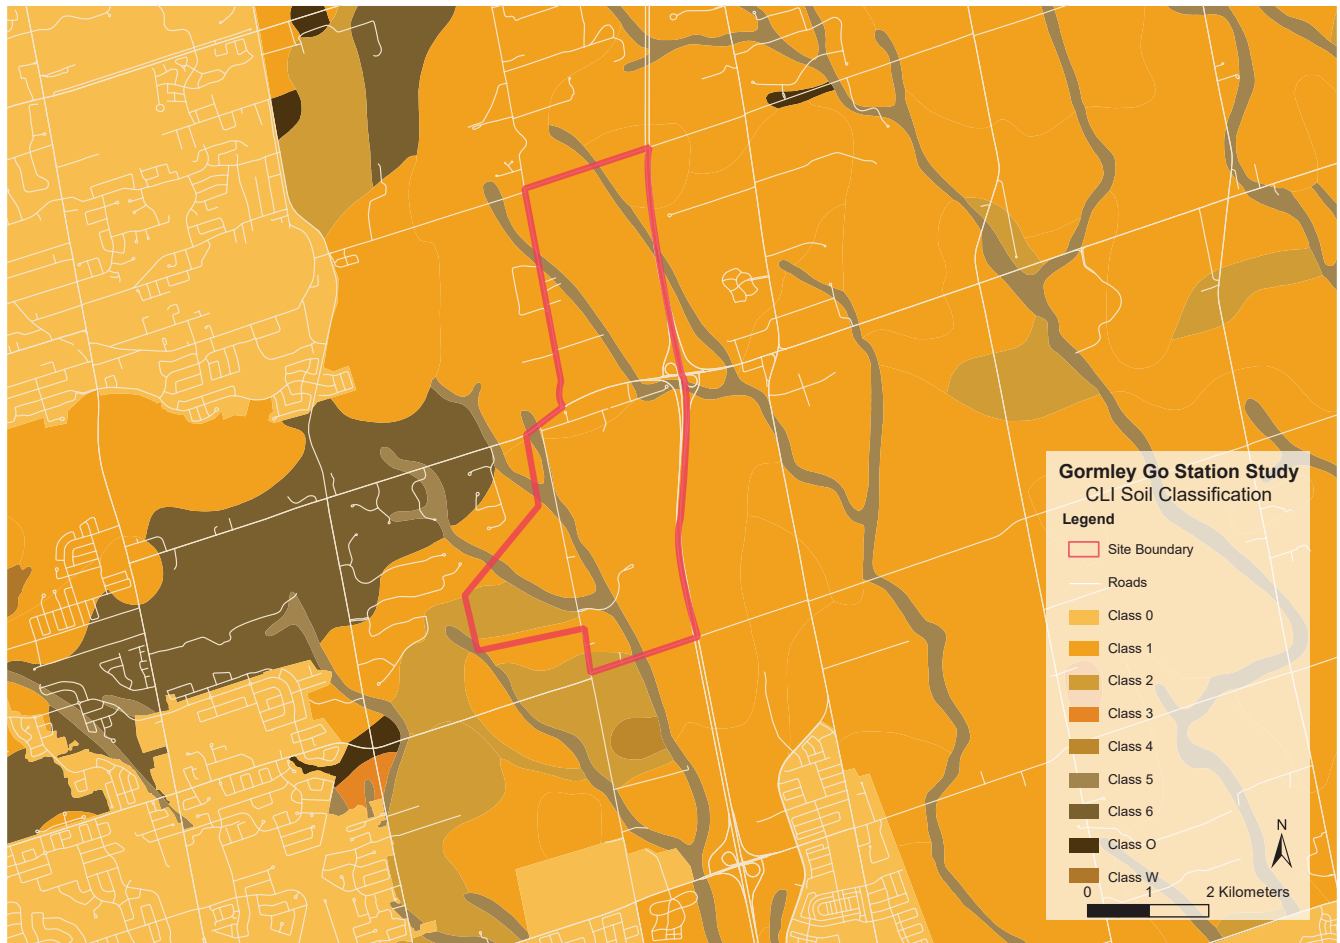 Gormley Go Station Study
CLI Soil Classification
Legend
Site Boundary
Roads
Class 0
Class 1
Class 2
Class 3
Class 4
Class 5
Class 6
Class O
Class W
N
0 1 2 Kilometers